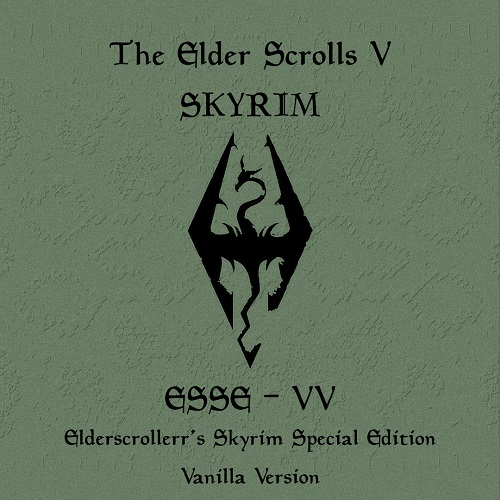 The Elder Scrolls V
SKYRIM
ESSE - VV
Elderscrollerr's Skyrim Special Edition
Vanilla Version